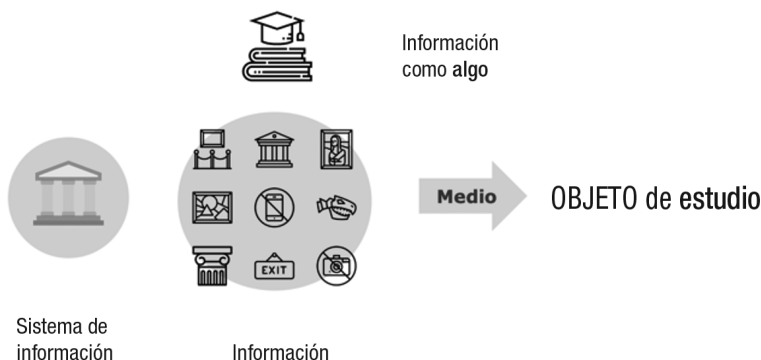 Información
como algo
EXIT
Medio
OBJETO de estudio
Sistema de
información
Información